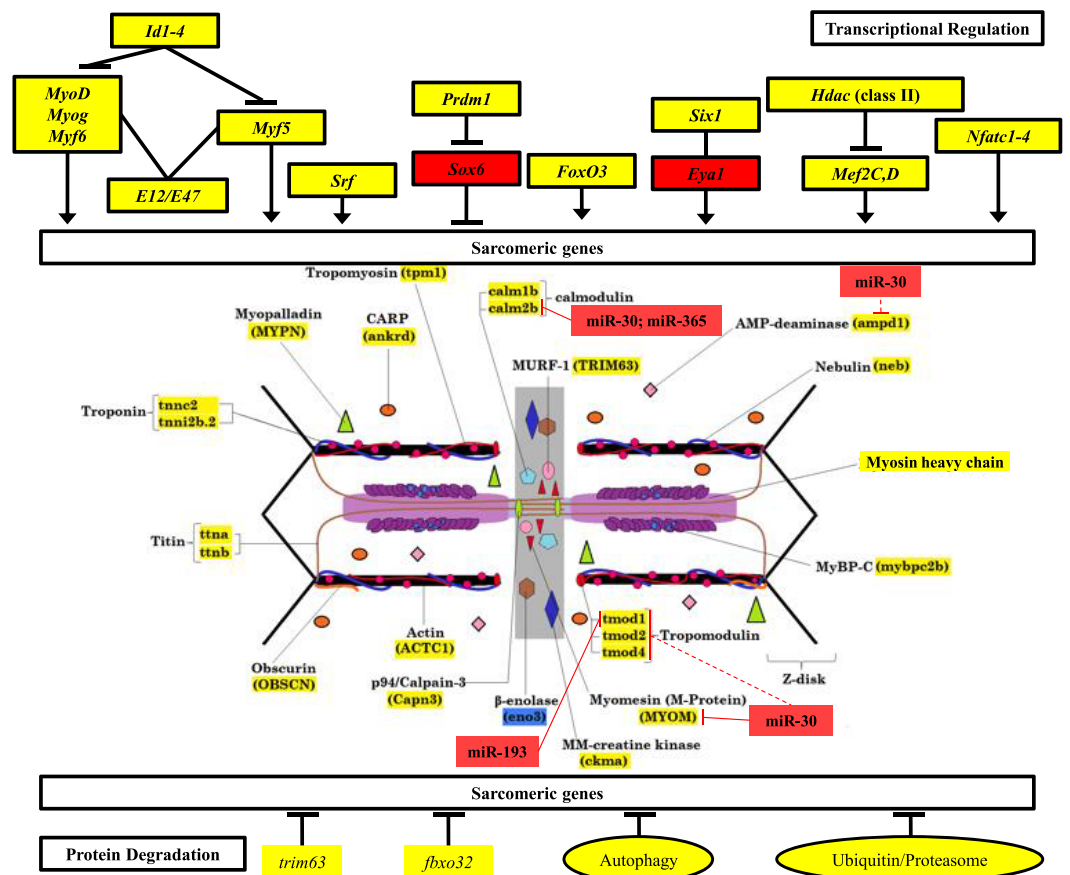 Id1-4
Transcriptional Regulation
MyoD
Myog
Myf6
Myf5
Prdm1
Six1
Hdac (class II)
Nfatc1-4
E12/E47
Srf
Sox6
FoxO3
Eya1
Mef2C,D
Sarcomeric genes
Tropomyosin (tpm1)
calm1b
calm2b
calmodulin
miR-30; miR-365
miR-30
AMP-deaminase (ampd1)
Myopalladin
(MYPN)
CARP
(ankrd)
MURF-1 (TRIM63)
Nebulin (neb)
Troponin
tnnc2
tnni2b.2
Myosin heavy chain
Titin
ttna
ttnb
MyBP-C (mybpc2b)
Actin
(ACTC1)
tmod1
tmod2
tmod4
Tropomodulin
Obscurin
(OBSCN)
p94/Calpain-3
(Capn3)
β-enolase
(eno3)
Myomesin (M-Protein)
(MYOM)
miR-30
Z-disk
miR-193
MM-creatine kinase
(ckma)
Sarcomeric genes
Protein Degradation
trim63
fbxo32
Autophagy
Ubiquitin/Proteasome